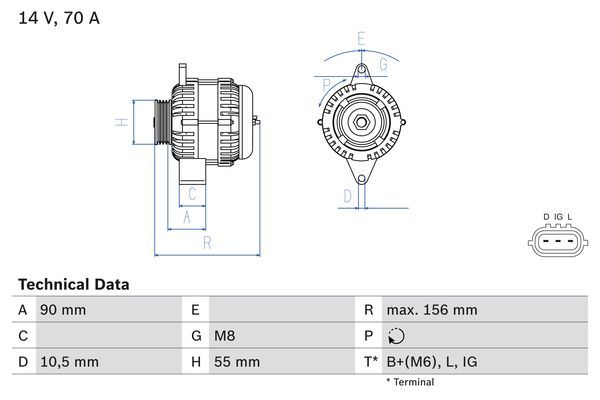 14 V, 70 A
E
G
P
H
D
C
A
R
D IG L
Technical Data
A 90 mm E R max. 156 mm
C G M8 P
D 10,5 mm H 55 mm T* B+(M6), L, IG
* Terminal